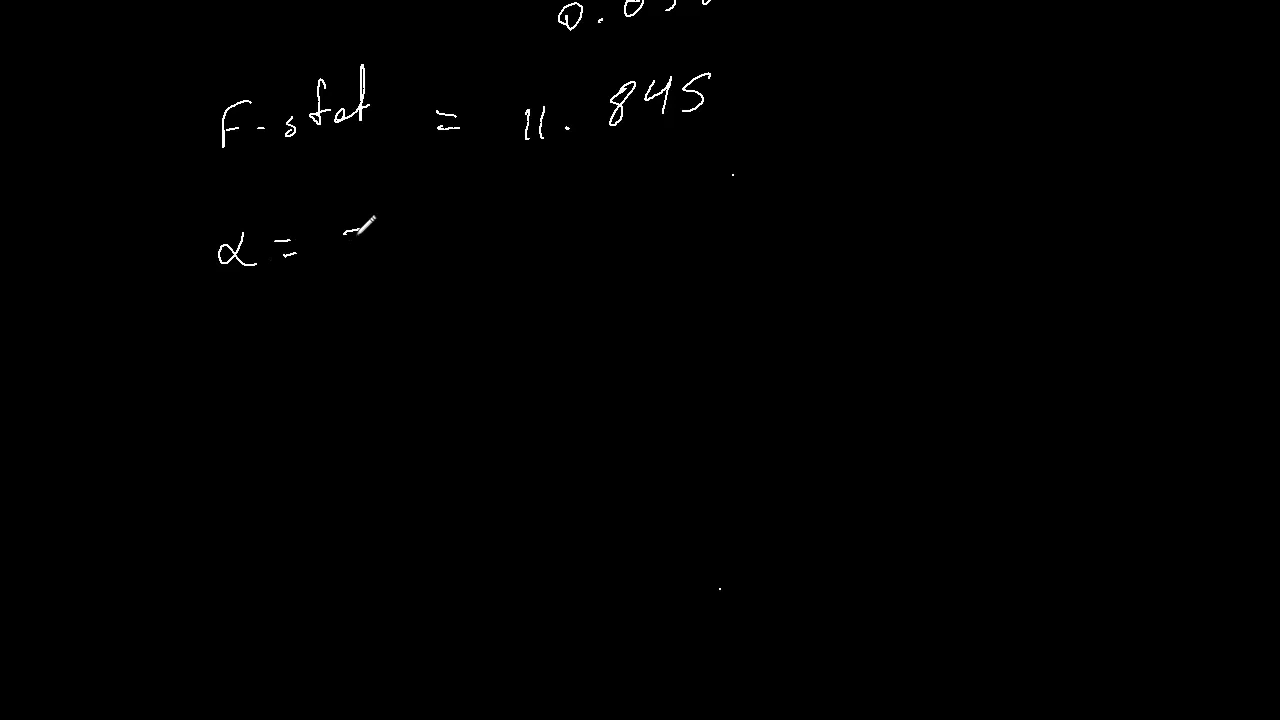 F-stat = 11.845
α =